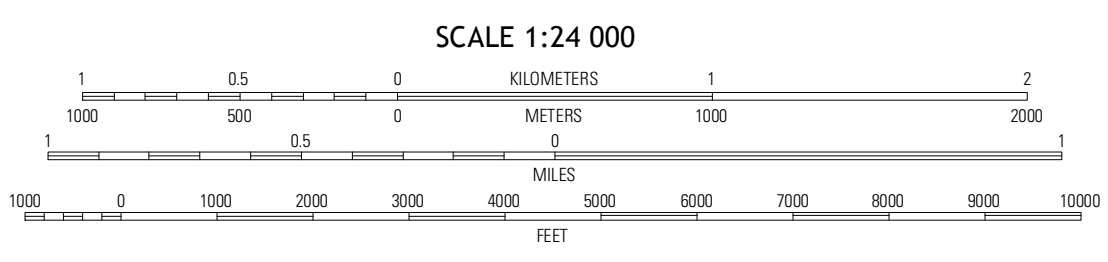 SCALE 1:24 000
1 0.5 0 KILOMETERS 1 2
1000 500 0 METERS 1000 2000
1 0.5 0 1
MILES
1000 0 1000 2000 3000 4000 5000 6000 7000 8000 9000 10000
FEET